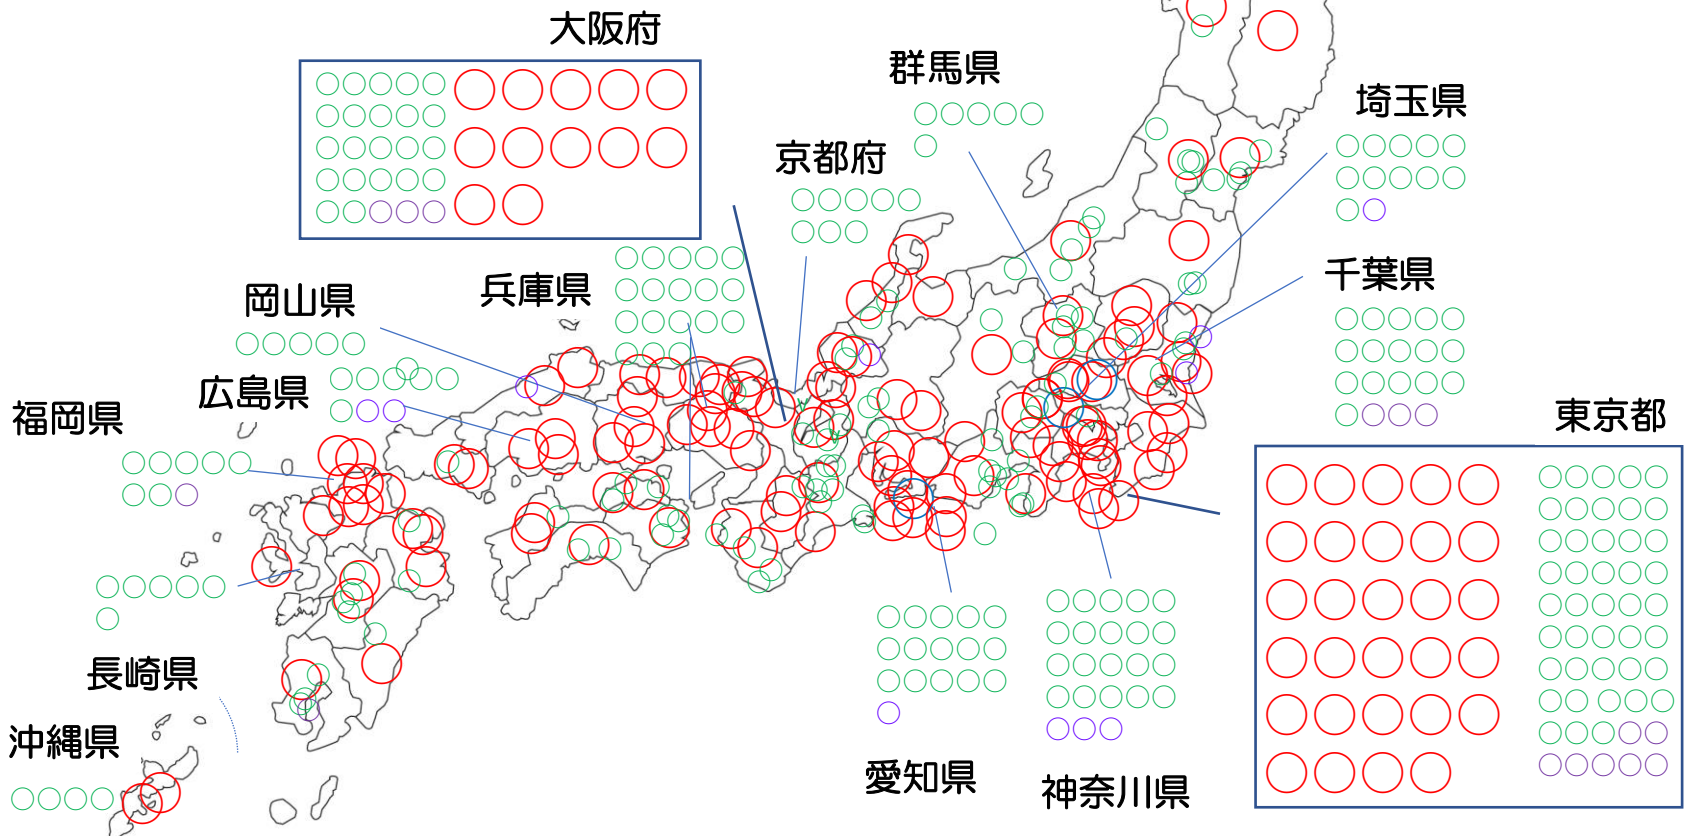 大阪府
群馬県
埼玉県
京都府
千葉県
兵庫県
岡山県
広島県
福岡県
東京都
長崎県
沖縄県
愛知県
神奈川県